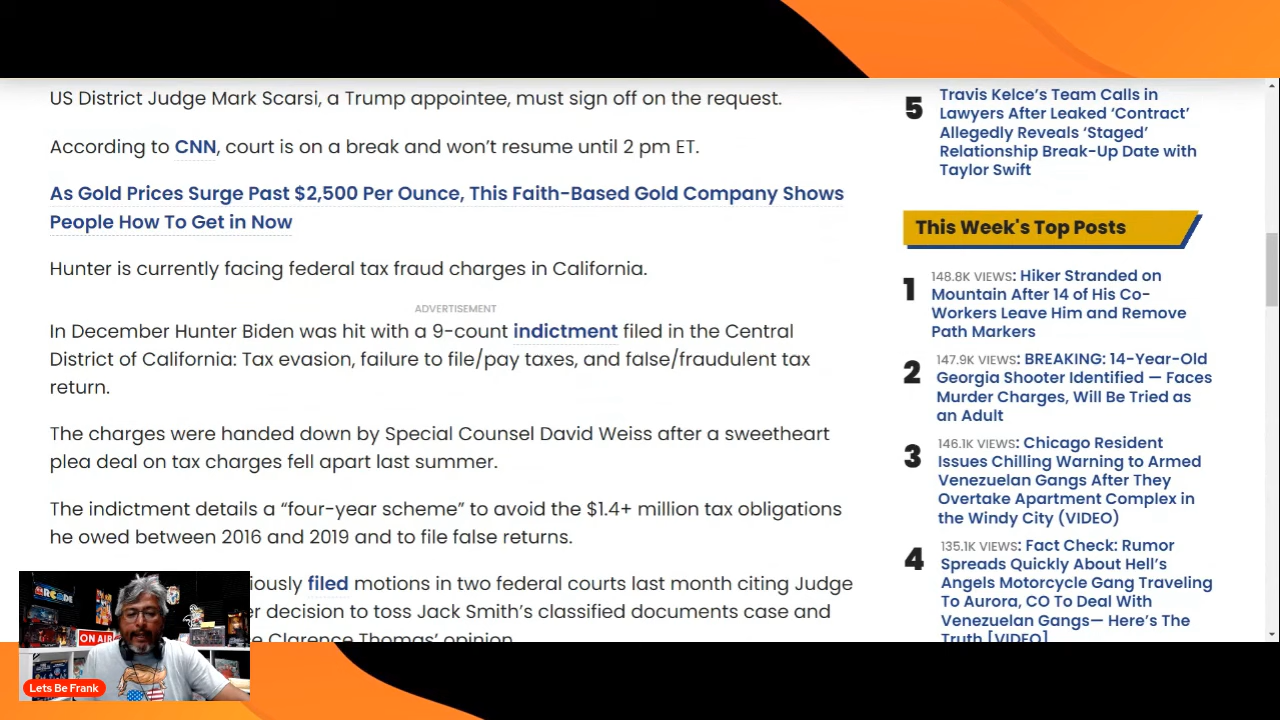 US District Judge Mark Scarsi, a Trump appointee, must sign off on the request.
According to CNN, court is on a break and won't resume until 2 pm ET.
As Gold Prices Surge Past $2,500 Per Ounce, This Faith-Based Gold Company Shows
People How To Get in Now
Hunter is currently facing federal tax fraud charges in California.
ADVERTISEMENT
In December Hunter Biden was hit with a 9-count indictment filed in the Central
District of California: Tax evasion, failure to file/pay taxes, and false/fraudulent tax
return.
The charges were handed down by Special Counsel David Weiss after a sweetheart
plea deal on tax charges fell apart last summer.
The indictment details a “four-year scheme” to avoid the $1.4+ million tax obligations
he owed between 2016 and 2019 and to file false returns.
filed motions in two federal courts last month citing Judge
decision to toss Jack Smith's classified documents case and
Clarence Thomas' opinion
5
Travis Kelce's Team Calls in
Lawyers After Leaked ‘Contract’
Allegedly Reveals ‘Staged’
Relationship Break-Up Date with
Taylor Swift
This Week's Top Posts
1
148.8K VIEWS: Hiker Stranded on
Mountain After 14 of His Co-
Workers Leave Him and Remove
Path Markers
2
147.9K VIEWS: BREAKING: 14-Year-Old
Georgia Shooter Identified — Faces
Murder Charges, Will Be Tried as
an Adult
3
146.1K VIEWS: Chicago Resident
Issues Chilling Warning to Armed
Venezuelan Gangs After They
Overtake Apartment Complex in
the Windy City (VIDEO)
4
135.1K VIEWS: Fact Check: Rumor
Spreads Quickly About Hell's
Angels Motorcycle Gang Traveling
To Aurora, CO To Deal With
Venezuelan Gangs— Here's The
Truth [VIDEO]
ON AIR
Lets Be Frank